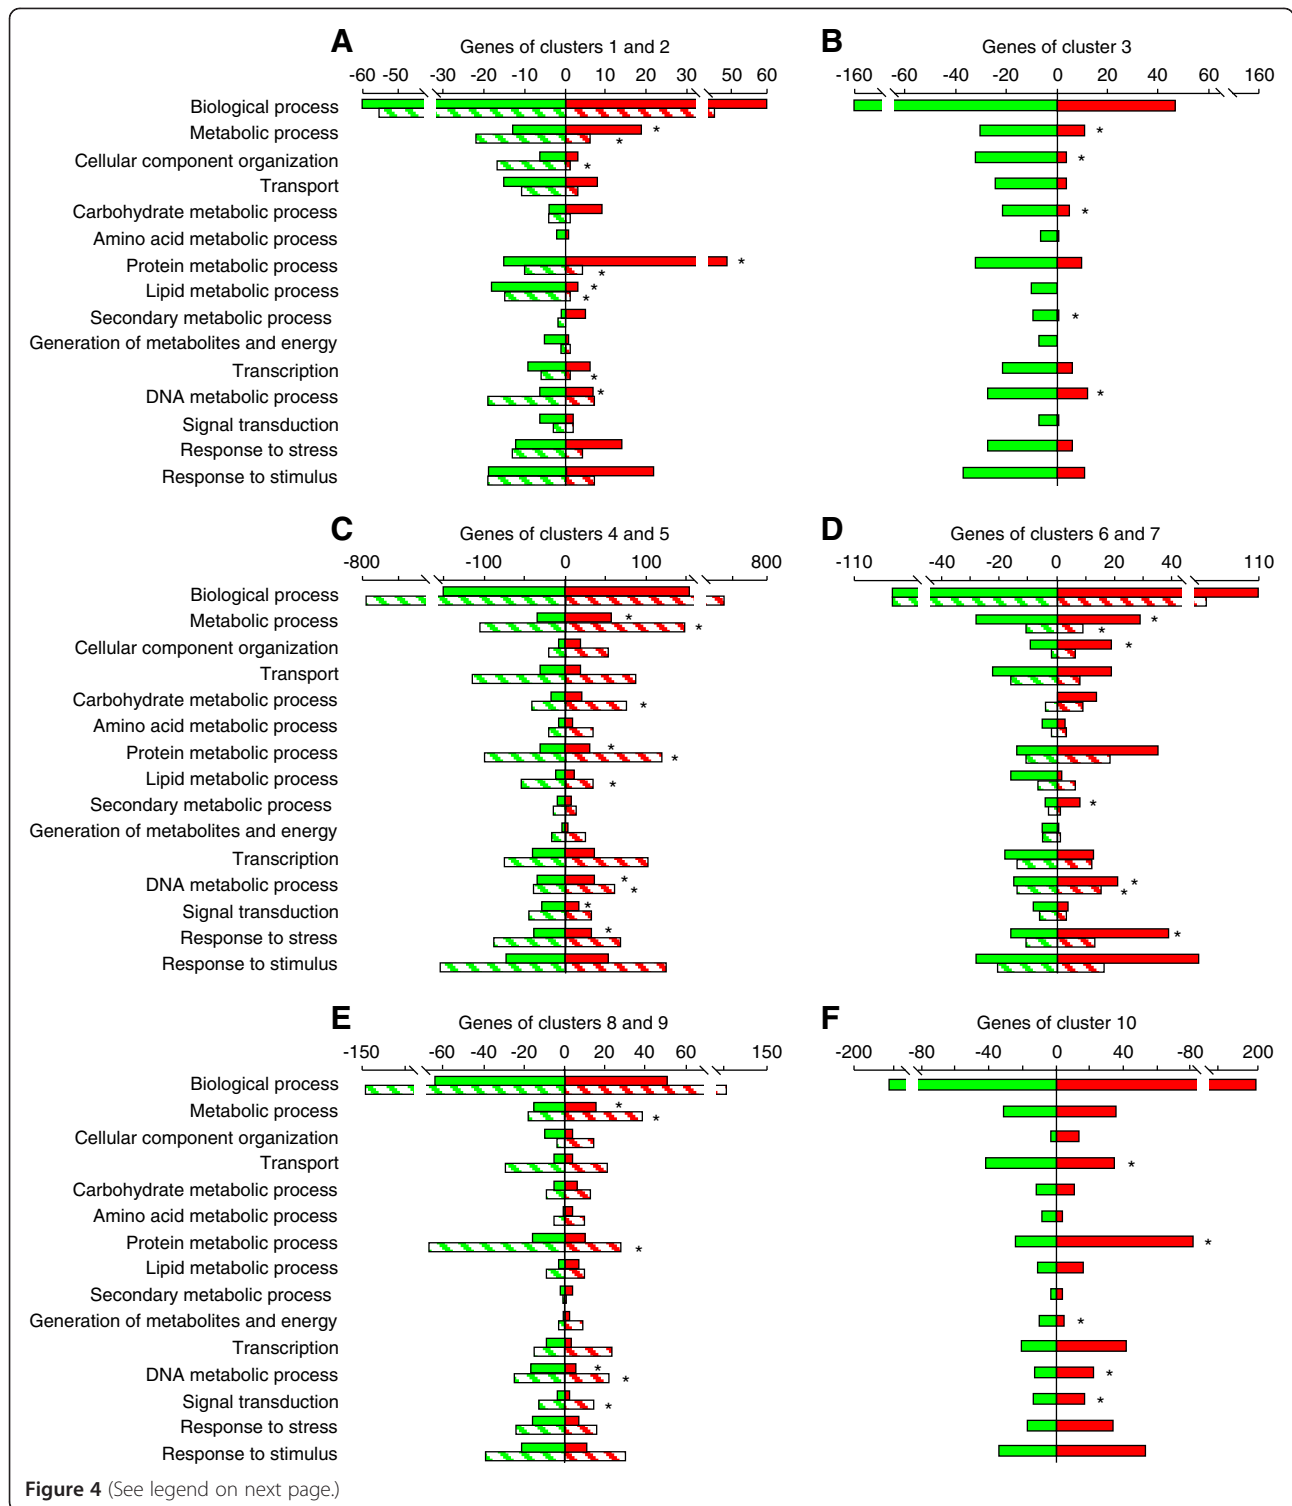 A Genes of clusters 1 and 2
-60 -50 -30 -20 -10 0 10 20 30 50 60
B Genes of cluster 3
-160 -60 -40 -20 0 20 40 60 160
Biological process
Metabolic process * *
*
Cellular component organization * *
Transport
Carbohydrate metabolic process *
Amino acid metabolic process
Protein metabolic process *
*
Lipid metabolic process *
*
Secondary metabolic process *
Generation of metabolites and energy
Transcription *
DNA metabolic process * *
Signal transduction
Response to stress
Response to stimulus
C Genes of clusters 4 and 5
-800 -100 0 100 800
D Genes of clusters 6 and 7
-110 -40 -20 0 20 40 110
Biological process
Metabolic process * *
* *
Cellular component organization *
Transport
Carbohydrate metabolic process *
Amino acid metabolic process
Protein metabolic process *
*
Lipid metabolic process *
Secondary metabolic process *
Generation of metabolites and energy
Transcription
DNA metabolic process * *
* *
Signal transduction *
Response to stress * *
Response to stimulus
E Genes of clusters 8 and 9
-150 -60 -40 -20 0 20 40 60 150
F Genes of cluster 10
-200 -80 -40 0 40 -80 200
Biological process
Metabolic process *
*
Cellular component organization
Transport *
Carbohydrate metabolic process
Amino acid metabolic process
Protein metabolic process * *
Lipid metabolic process
Secondary metabolic process
Generation of metabolites and energy *
Transcription
DNA metabolic process * *
*
Signal transduction * *
Response to stress
Response to stimulus
Figure 4 (See legend on next page.)